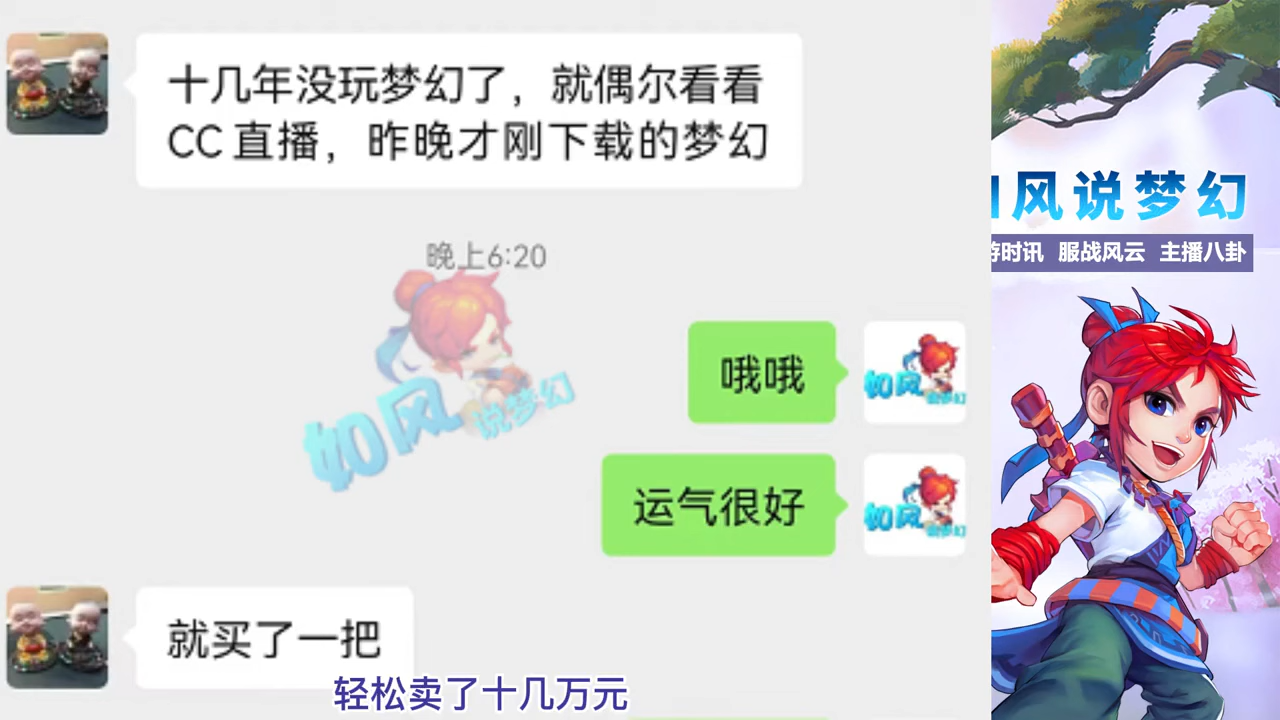 十几年没玩梦幻了，就偶尔看看
CC直播，昨晚才刚下载的梦幻
晚上6:20
哦哦
如风
说梦幻
运气很好
就买了一把
轻松卖了十几万元
风说梦幻
游时讯 服战风云 主播八卦